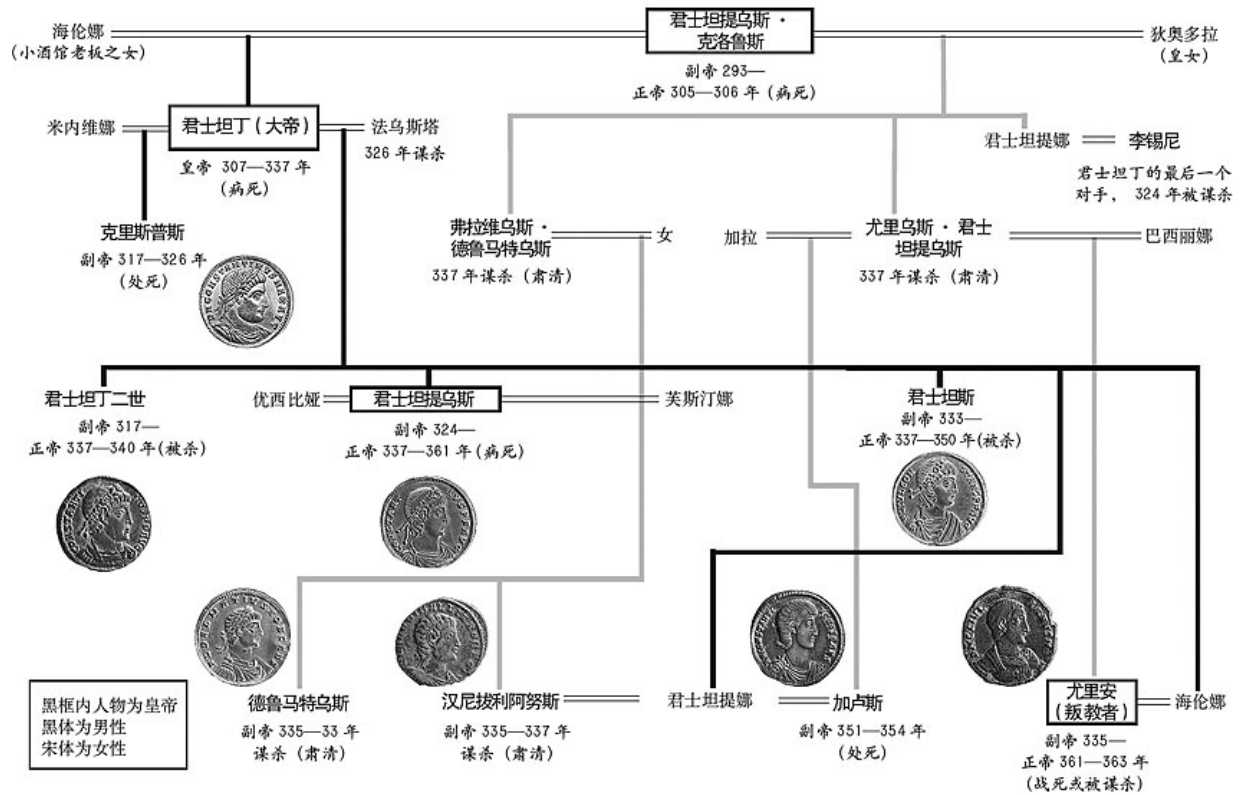 海伦娜
(小酒馆老板之女)
君士坦提乌斯·
克洛鲁斯
副帝 293—
正帝 305—306 年 (病死)
狄奥多拉
(皇女)
米内维娜
君士坦丁 (大帝)
皇帝 307—337 年
(病死)
法乌斯塔
326 年谋杀
君士坦提娜
李锡尼
君士坦丁的最后一个
对手, 324 年被谋杀
克里斯普斯
副帝 317—326 年
(处死)
弗拉维乌斯·
德鲁马特乌斯
337 年谋杀 (肃清)
女
加拉
尤里乌斯·君士
坦提乌斯
337 年谋杀 (肃清)
巴西丽娜
君士坦丁二世
副帝 317—
正帝 337—340 年(被杀)
优西比娅
君士坦提乌斯
副帝 324—
正帝 337—361 年 (病死)
芙斯汀娜
君士坦斯
副帝 333—
正帝 337—350年(被杀)
德鲁马特乌斯
副帝 335—33 年
谋杀 (肃清)
汉尼拔利阿努斯
副帝 335—337 年
谋杀 (肃清)
君士坦提娜
加卢斯
副帝 351—354 年
(处死)
尤里安
(叛教者)
副帝 335—
正帝 361—363 年
(战死或被谋杀)
海伦娜
黑框内人物为皇帝
黑体为男性
宋体为女性